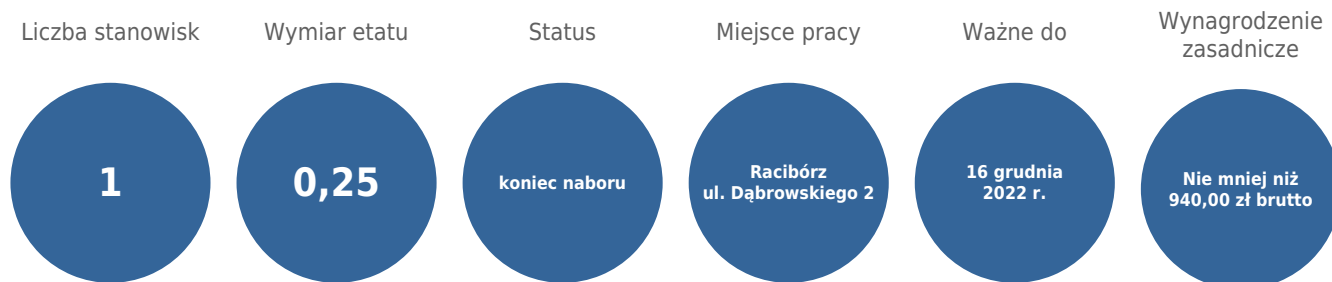 Liczba stanowisk
1
Wymiar etatu
0,25
Status
koniec naboru
Miejsce pracy
Racibórz
ul. Dąbrowskiego 2
Ważne do
16 grudnia
2022 r.
Wynagrodzenie
zasadnicze
Nie mniej niż
940,00 zł brutto